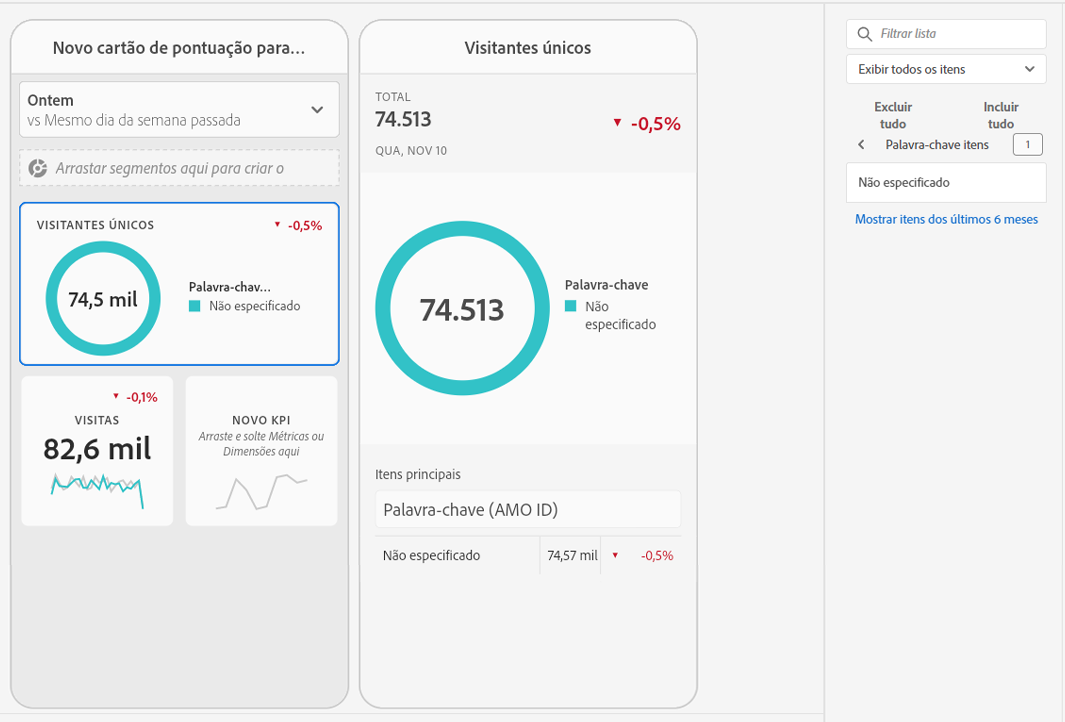 Novo cartão de pontuação para...
Ontem
vs Mesmo dia da semana passada
Arrastar segmentos aqui para criar o
VISITANTES ÚNICOS
-0,5%
74,5 mil
Palavra-chav...
Não especificado
-0,1%
VISITAS
82,6 mil
NOVO KPI
Arraste e solte Métricas ou
Dimensões aqui
Visitantes únicos
TOTAL
74.513
-0,5%
QUA, NOV 10
74.513
Palavra-chave
Não
especificado
Itens principais
Palavra-chave (AMO ID)
Não especificado 74,57 mil -0,5%
Filtrar lista
Exibir todos os itens
Excluir
tudo
Incluir
tudo
Palavra-chave itens 1
Não especificado
Mostrar itens dos últimos 6 meses